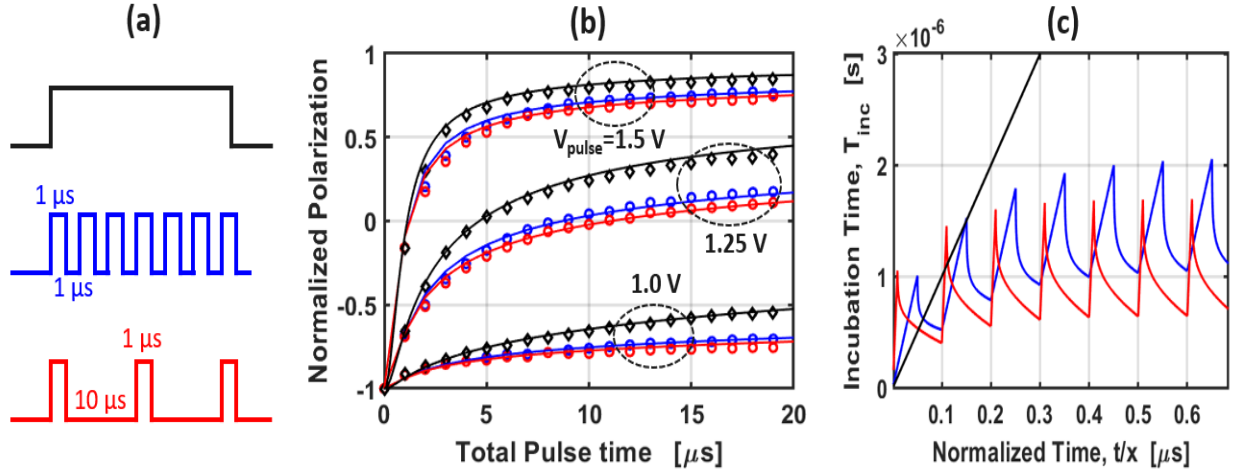 (a)
1 μs
1 μs
1 μs
10 μs
(b)
Normalized Polarization
1
0.5
0
-0.5
-1
V_pulse=1.5 V
1.25 V
1.0 V
0 5 10 15 20
Total Pulse time [μs]
(c)
×10^-6
Incubation Time, T_inc [s]
3
2
1
0
0.1 0.2 0.3 0.4 0.5 0.6
Normalized Time, t/x [μs]